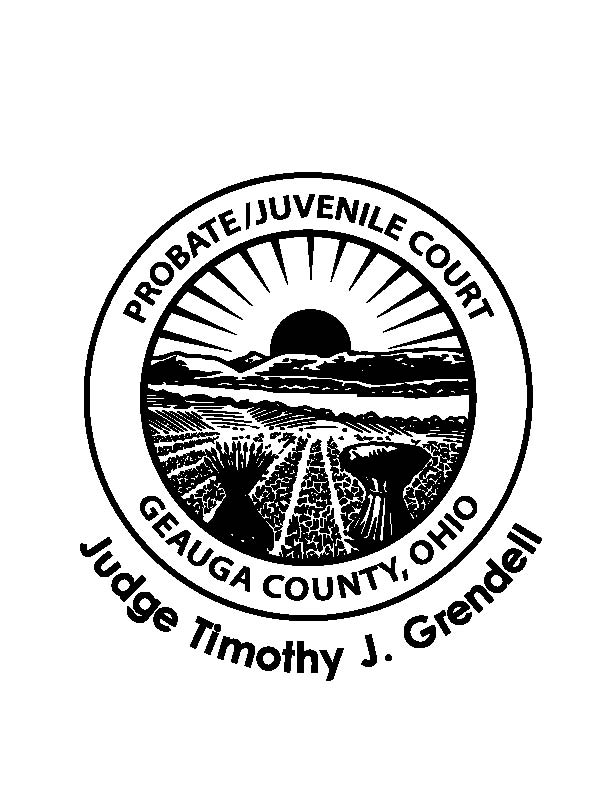 PROBATE/JUVENILE COURT
GEAUGA COUNTY, OHIO
Judge Timothy J. Grendell